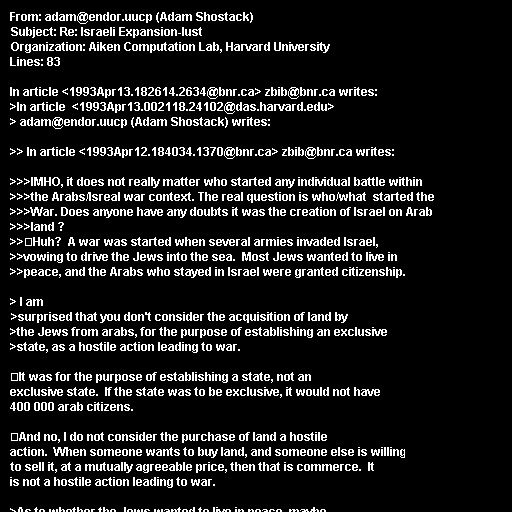 From: adam@endor.uucp (Adam Shostack)
Subject: Re: Israeli Expansion-lust
Organization: Aiken Computation Lab, Harvard University
Lines: 83

In article <1993Apr13.182614.2634@bnr.ca> zbib@bnr.ca writes:
>In article  <1993Apr13.002118.24102@das.harvard.edu>
> adam@endor.uucp (Adam Shostack) writes:

>> In article <1993Apr12.184034.1370@bnr.ca> zbib@bnr.ca writes:

>>>IMHO, it does not really matter who started any individual battle within
>>>the Arabs/Isreal war context. The real question is who/what  started the
>>>War. Does anyone have any doubts it was the creation of Israel on Arab
>>>land ?
>>Huh?  A war was started when several armies invaded Israel,
>>vowing to drive the Jews into the sea.  Most Jews wanted to live in
>>peace, and the Arabs who stayed in Israel were granted citizenship.

> I am
>surprised that you don't consider the acquisition of land by
>the Jews from arabs, for the purpose of establishing an exclusive
>state, as a hostile action leading to war.

It was for the purpose of establishing a state, not an
exclusive state.  If the state was to be exclusive, it would not have
400 000 arab citizens.

And no, I do not consider the purchase of land a hostile
action.  When someone wants to buy land, and someone else is willing
to sell it, at a mutually agreeable price, then that is commerce.  It
is not a hostile action leading to war.

>As to whether the Jews wanted to live in peace, maybe